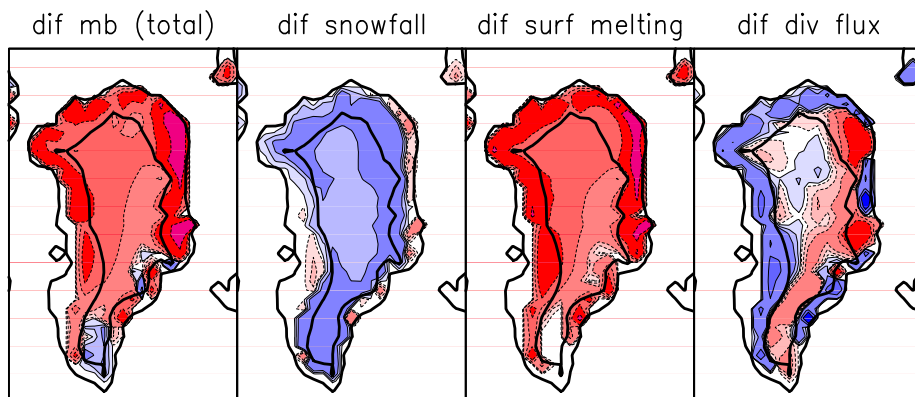 dif mb (total) dif snowfall dif surf melting dif div flux